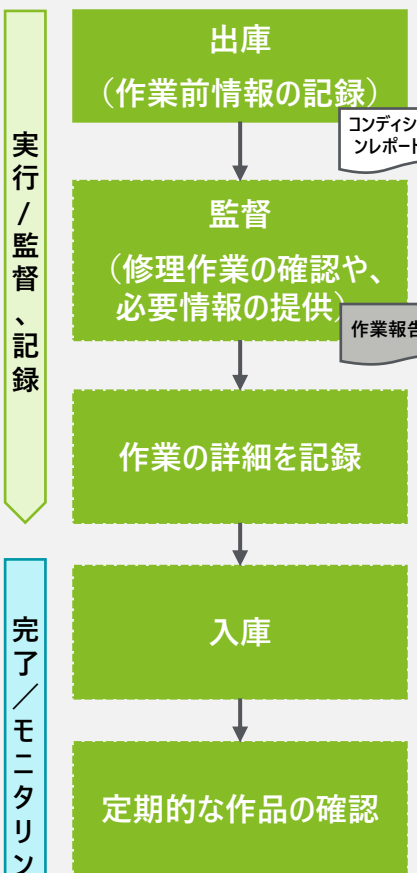 実行/監督、記録
出庫
（作業前情報の記録）
コンディシ
ンレポート
監督
（修理作業の確認や、
必要情報の提供）
作業報告
作業の詳細を記録
完了／モニタリン
入庫
定期的な作品の確認